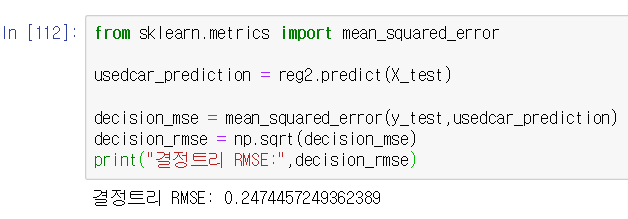 In [112]:
from sklearn.metrics import mean_squared_error
usedcar_prediction = reg2.predict(X_test)
decision_mse = mean_squared_error(y_test,usedcar_prediction)
decision_rmse = np.sqrt(decision_mse)
print("결정트리 RMSE:",decision_rmse)
결정트리 RMSE: 0.2474457249362389